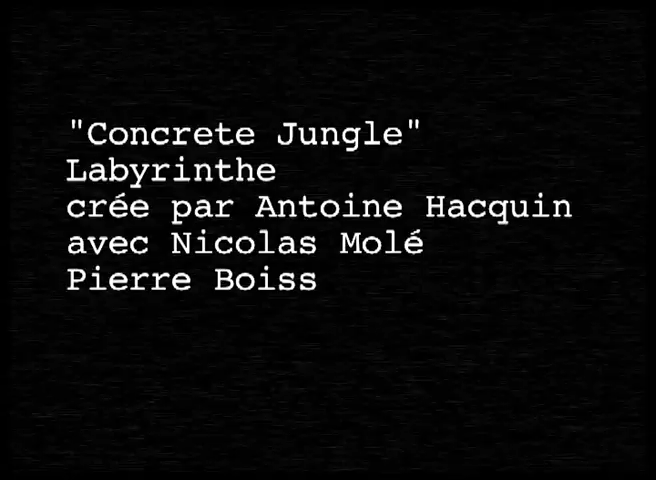 "Concrete Jungle"
Labyrinthe
crée par Antoine Hacquin
avec Nicolas Molé
Pierre Boiss